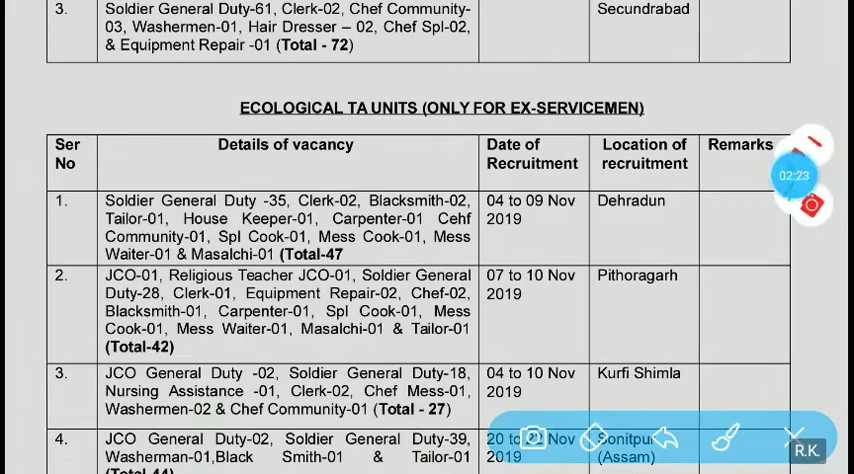 3. Soldier General Duty-61, Clerk-02, Chef Community- Secundrabad
03, Washermen-01, Hair Dresser – 02, Chef Spl-02,
& Equipment Repair -01 (Total - 72)
ECOLOGICAL TA UNITS (ONLY FOR EX-SERVICEMEN)
Ser No Details of vacancy Date of Recruitment Location of recruitment Remarks
02:23
1. Soldier General Duty -35, Clerk-02, Blacksmith-02, 04 to 09 Nov Dehradun
Tailor-01, House Keeper-01, Carpenter-01 Cehf 2019
Community-01, Spl Cook-01, Mess Cook-01, Mess
Waiter-01 & Masalchi-01 (Total-47
2. JCO-01, Religious Teacher JCO-01, Soldier General 07 to 10 Nov Pithoragarh
Duty-28, Clerk-01, Equipment Repair-02, Chef-02, 2019
Blacksmith-01, Carpenter-01, Spl Cook-01, Mess
Cook-01, Mess Waiter-01, Masalchi-01 & Tailor-01
(Total-42)
3. JCO General Duty -02, Soldier General Duty-18, 04 to 10 Nov Kurfi Shimla
Nursing Assistance -01, Clerk-02, Chef Mess-01, 2019
Washermen-02 & Chef Community-01 (Total - 27)
4. JCO General Duty-02, Soldier General Duty-39, 20 to Nov Sonitpur
Washerman-01,Black Smith-01 & Tailor-01 2019 (Assam)
(Total-44)
R.K.